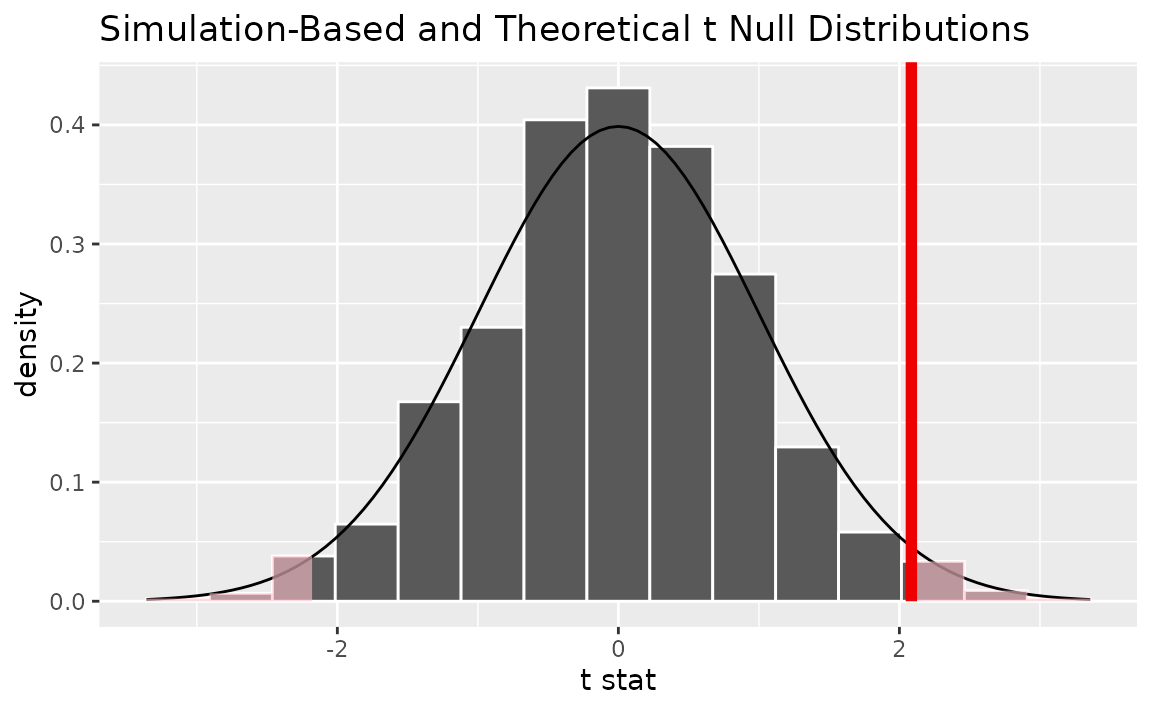 Simulation-Based and Theoretical t Null Distributions
0.4
0.3
0.2
0.1
0.0
density
-2 0 2
t stat